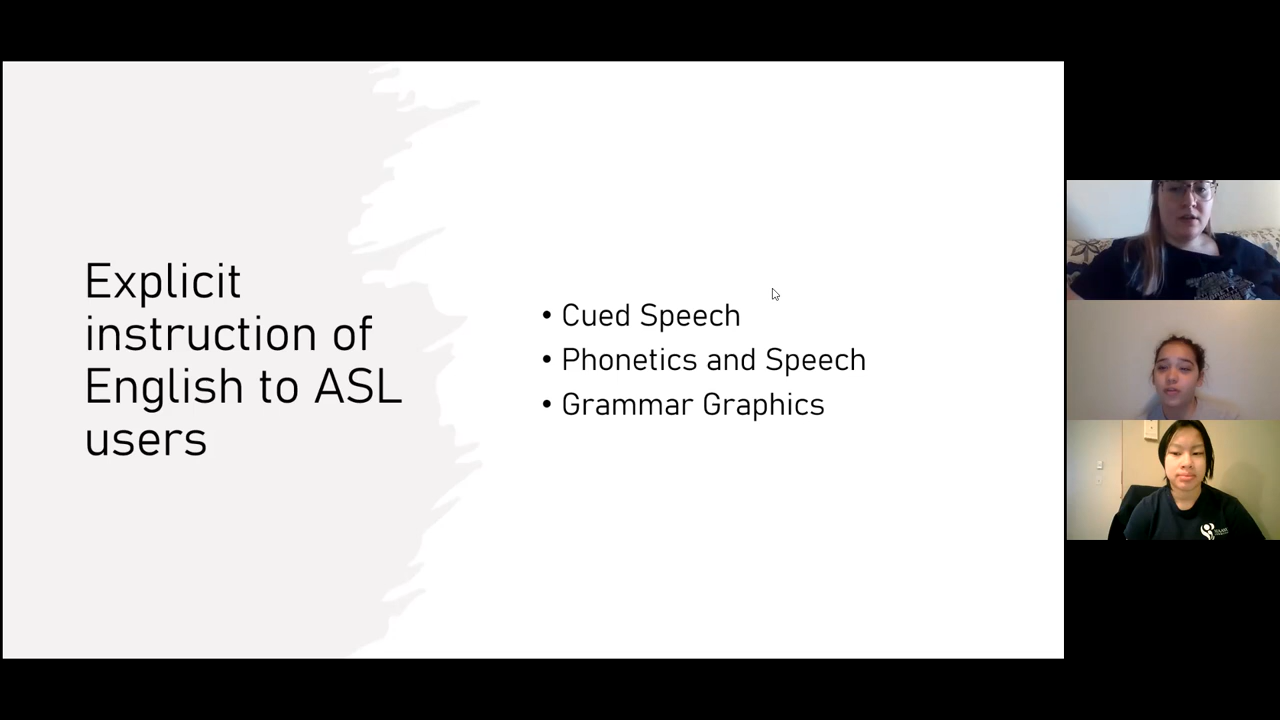 Explicit
instruction of
English to ASL
users
• Cued Speech
• Phonetics and Speech
• Grammar Graphics